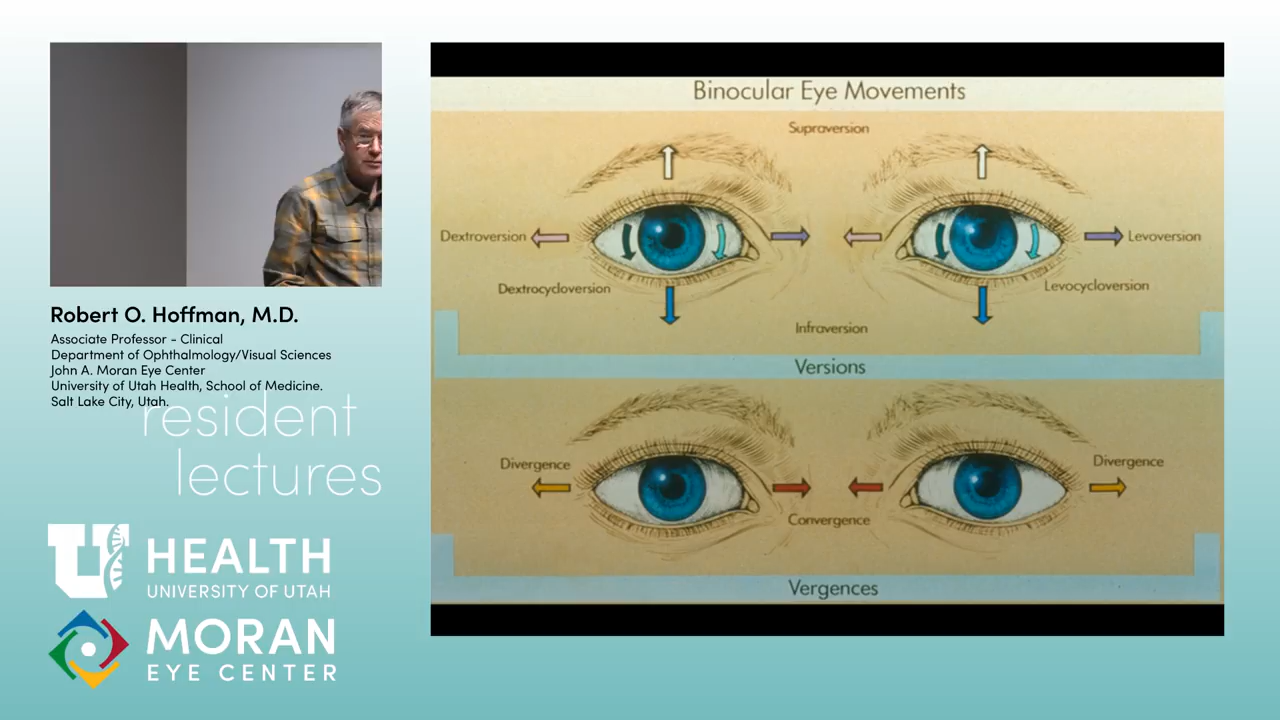 Robert O. Hoffman, M.D.
Associate Professor - Clinical
Department of Ophthalmology/Visual Sciences
John A. Moran Eye Center
University of Utah Health, School of Medicine.
Salt Lake City, Utah.
resident
lectures
U HEALTH
UNIVERSITY OF UTAH
MORAN
EYE CENTER
Binocular Eye Movements
Supraversion
Dextroversion
Levoversion
Dextrocycloversion
Levocycloversion
Infraversion
Versions
Divergence
Divergence
Convergence
Vergences